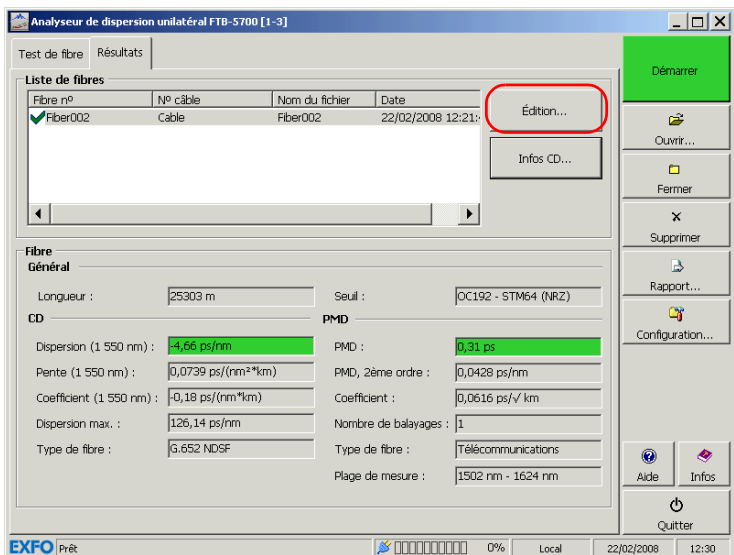 Analyseur de dispersion unilatéral FTB-5700 [1-3]
Test de fibre
Résultats
Liste de fibres
Fibre nº
Nº câble
Nom du fichier
Date
Fiber002
Cable
Fiber002
22/02/2008 12:21:
Édition...
Infos CD...
Fibre
Général
Longueur :
25303 m
Seuil :
OC192 - STM64 (NRZ)
CD
PMD
Dispersion (1 550 nm) :
-4,66 ps/nm
PMD :
0,31 ps
Pente (1 550 nm) :
0,0739 ps/(nm²*km)
PMD, 2ème ordre :
0,0428 ps/nm
Coefficient (1 550 nm) :
-0,18 ps/(nm*km)
Coefficient :
0,0616 ps/√ km
Dispersion max. :
126,14 ps/nm
Nombre de balayages :
1
Type de fibre :
G.652 NDSF
Type de fibre :
Télécommunications
Plage de mesure :
1502 nm - 1624 nm
Démarrer
Ouvrir...
Fermer
Supprimer
Rapport...
Configuration...
Aide
Infos
Quitter
EXFO
Prêt
0%
Local
22/02/2008
12:30